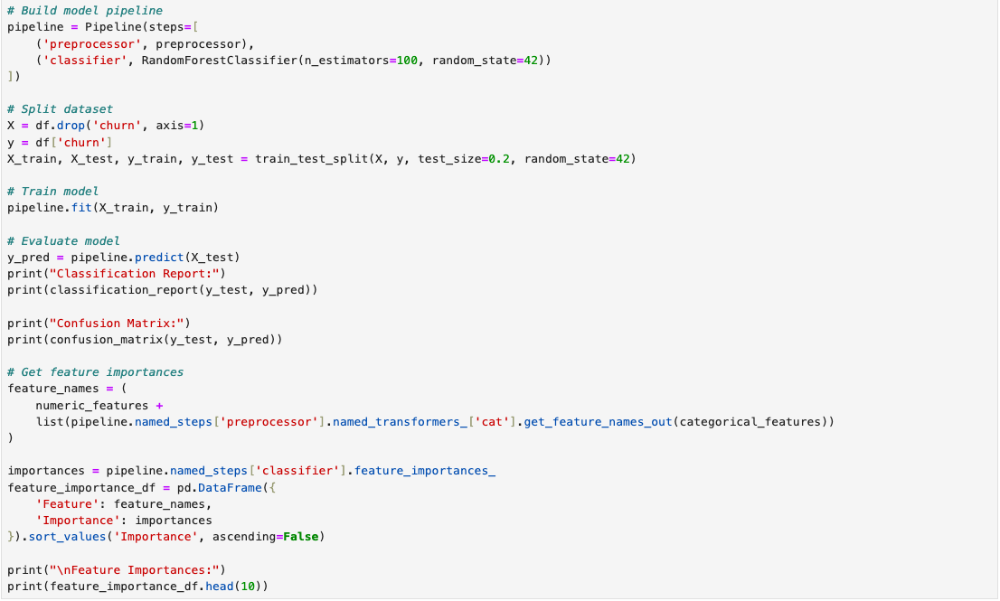 # Build model pipeline
pipeline = Pipeline(steps=[
    ('preprocessor', preprocessor),
    ('classifier', RandomForestClassifier(n_estimators=100, random_state=42))
])

# Split dataset
X = df.drop('churn', axis=1)
y = df['churn']
X_train, X_test, y_train, y_test = train_test_split(X, y, test_size=0.2, random_state=42)

# Train model
pipeline.fit(X_train, y_train)

# Evaluate model
y_pred = pipeline.predict(X_test)
print("Classification Report:")
print(classification_report(y_test, y_pred))

print("Confusion Matrix:")
print(confusion_matrix(y_test, y_pred))

# Get feature importances
feature_names = (
    numeric_features +
    list(pipeline.named_steps['preprocessor'].named_transformers_['cat'].get_feature_names_out(categorical_features))
)

importances = pipeline.named_steps['classifier'].feature_importances_
feature_importance_df = pd.DataFrame({
    'Feature': feature_names,
    'Importance': importances
}).sort_values('Importance', ascending=False)

print("\nFeature Importances:")
print(feature_importance_df.head(10))